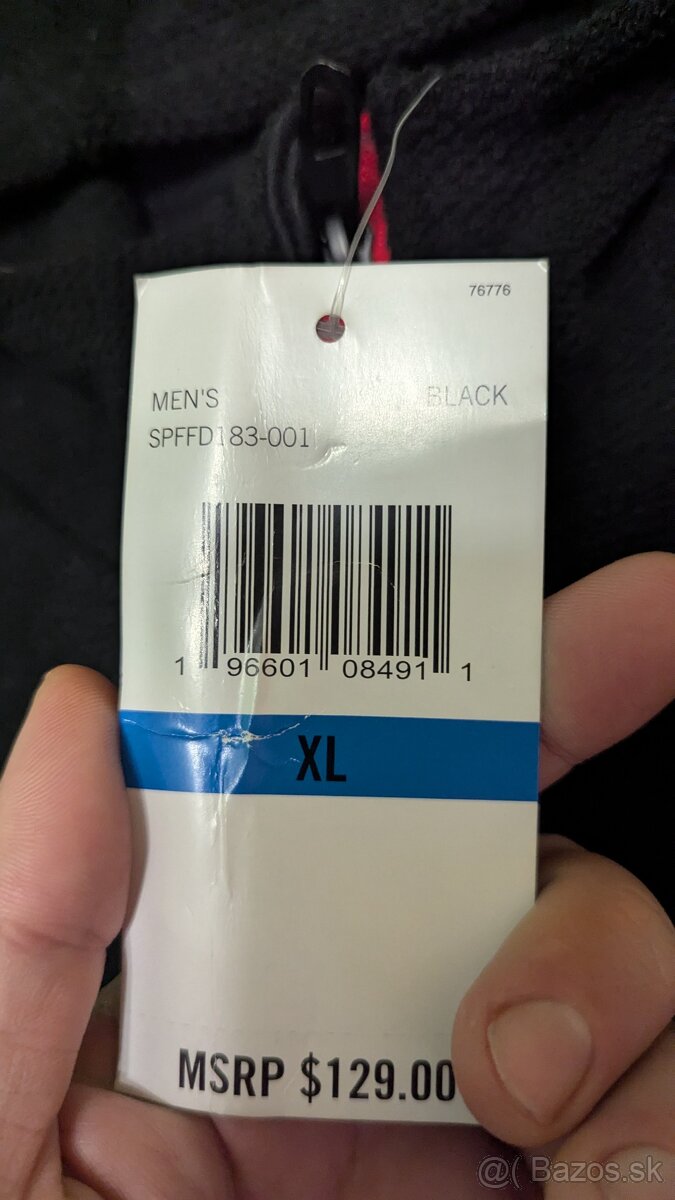 76776
MEN'S BLACK
SPFFD183-001
1 96601 08491 1
XL
MSRP $129.00
@( Bazos.sk